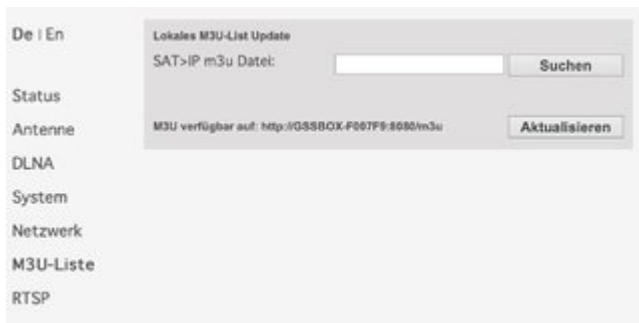 De | En
Lokales M3U-List Update
SAT>IP m3u Datei:
Suchen
Status
Antenne
M3U verfügbar auf: http://GSSBOX-F007F9:8080/m3u
Aktualisieren
DLNA
System
Netzwerk
M3U-Liste
RTSP